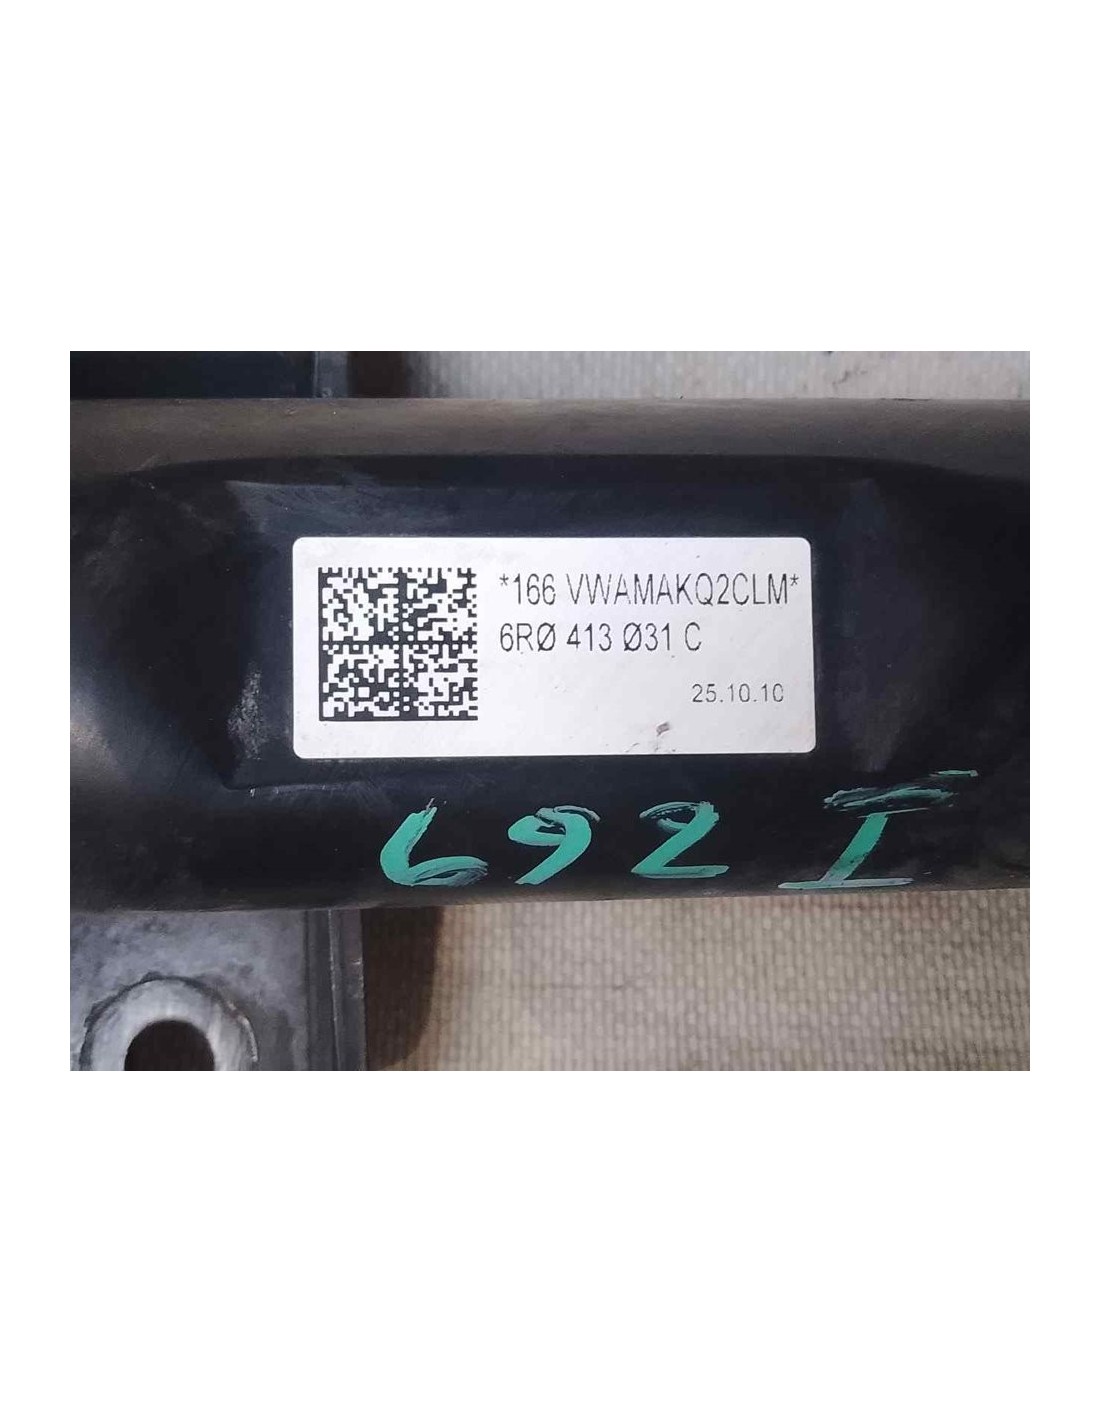 *166 VWAMAKQ2CLM*
6RØ 413 Ø31 C
25.10.10
692 I